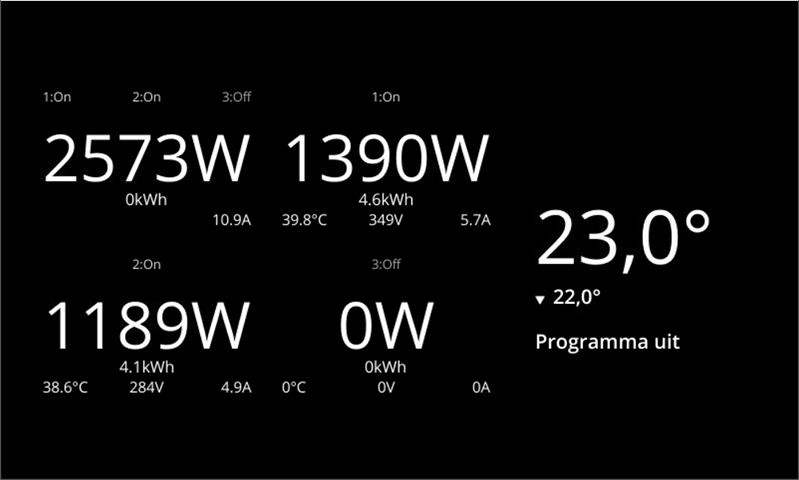 1:On 2:On 3:Off
2573W
0kWh
10.9A
1:On
1390W
4.6kWh
39.8°C 349V 5.7A
2:On
1189W
4.1kWh
38.6°C 284V 4.9A
3:Off
0W
0kWh
0°C 0V 0A
23,0°
▼ 22,0°
Programma uit